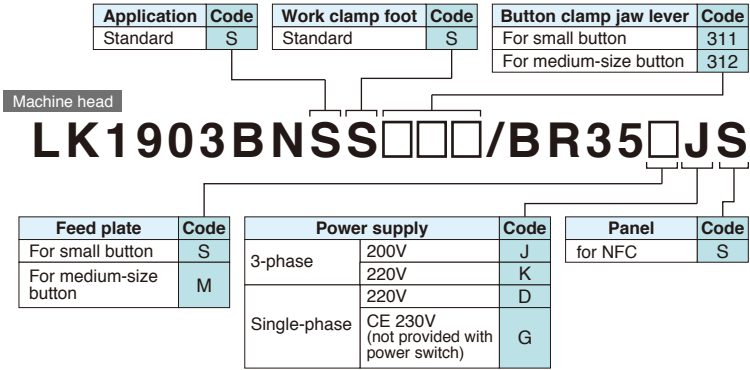 Application Code
Standard S
Work clamp foot Code
Standard S
Button clamp jaw lever Code
For small button 311
For medium-size button 312
Machine head
LK1903BNSS□□□/BR35□JS
Feed plate Code
For small button S
For medium-size
button M
Power supply Code
3-phase 200V J
220V K
Single-phase 220V D
CE 230V
(not provided with
power switch) G
Panel Code
for NFC S